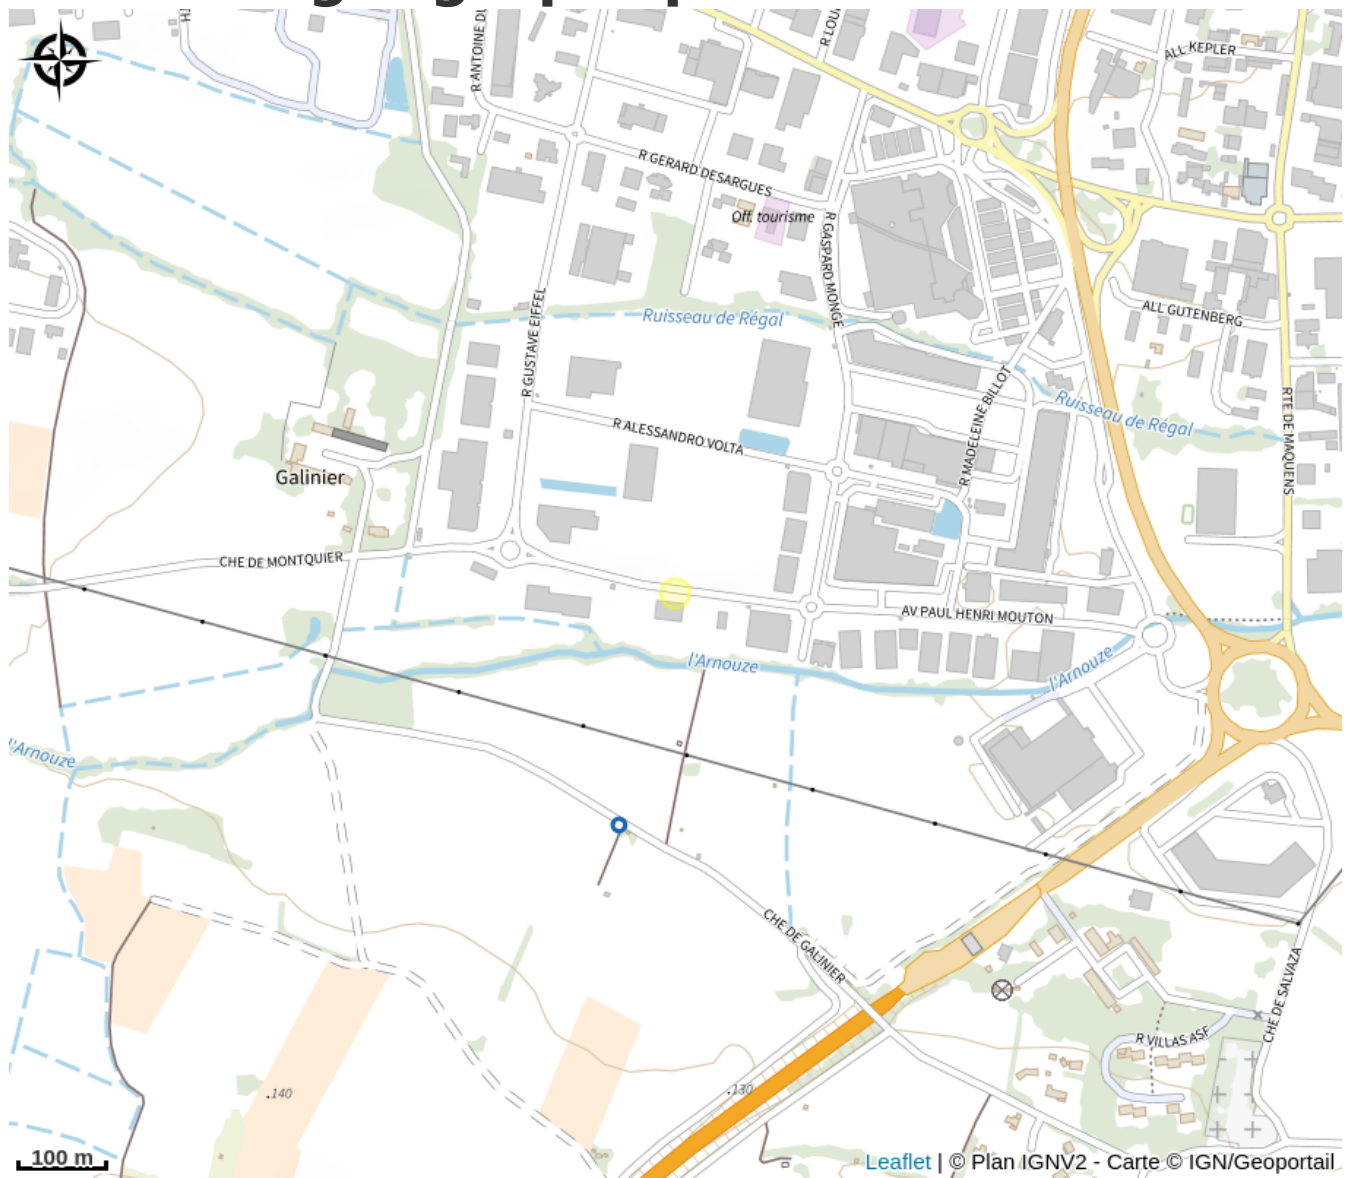 R ANTOINE DU
R LOU
ALL KEPLER
R GERARD DESARGUES
Off. tourisme
R GASPARD MONGE
ALL GUTENBERG
R GUSTAVE EIFFEL
Ruisseau de Régal
R MADELEINE BILLOT
Ruisseau de Régal
RTE DE MAQUENS
R ALESSANDRO VOLTA
Galinier
CHE DE MONTQUIER
AV PAUL HENRI MOUTON
l'Arnouze
l'Arnouze
l'Arnouze
CHE DE GALINIER
CHE DE SALVAZA
R VILLAS ASF
140
130
100 m
Leaflet | © Plan IGNV2 - Carte © IGN/Geoportail